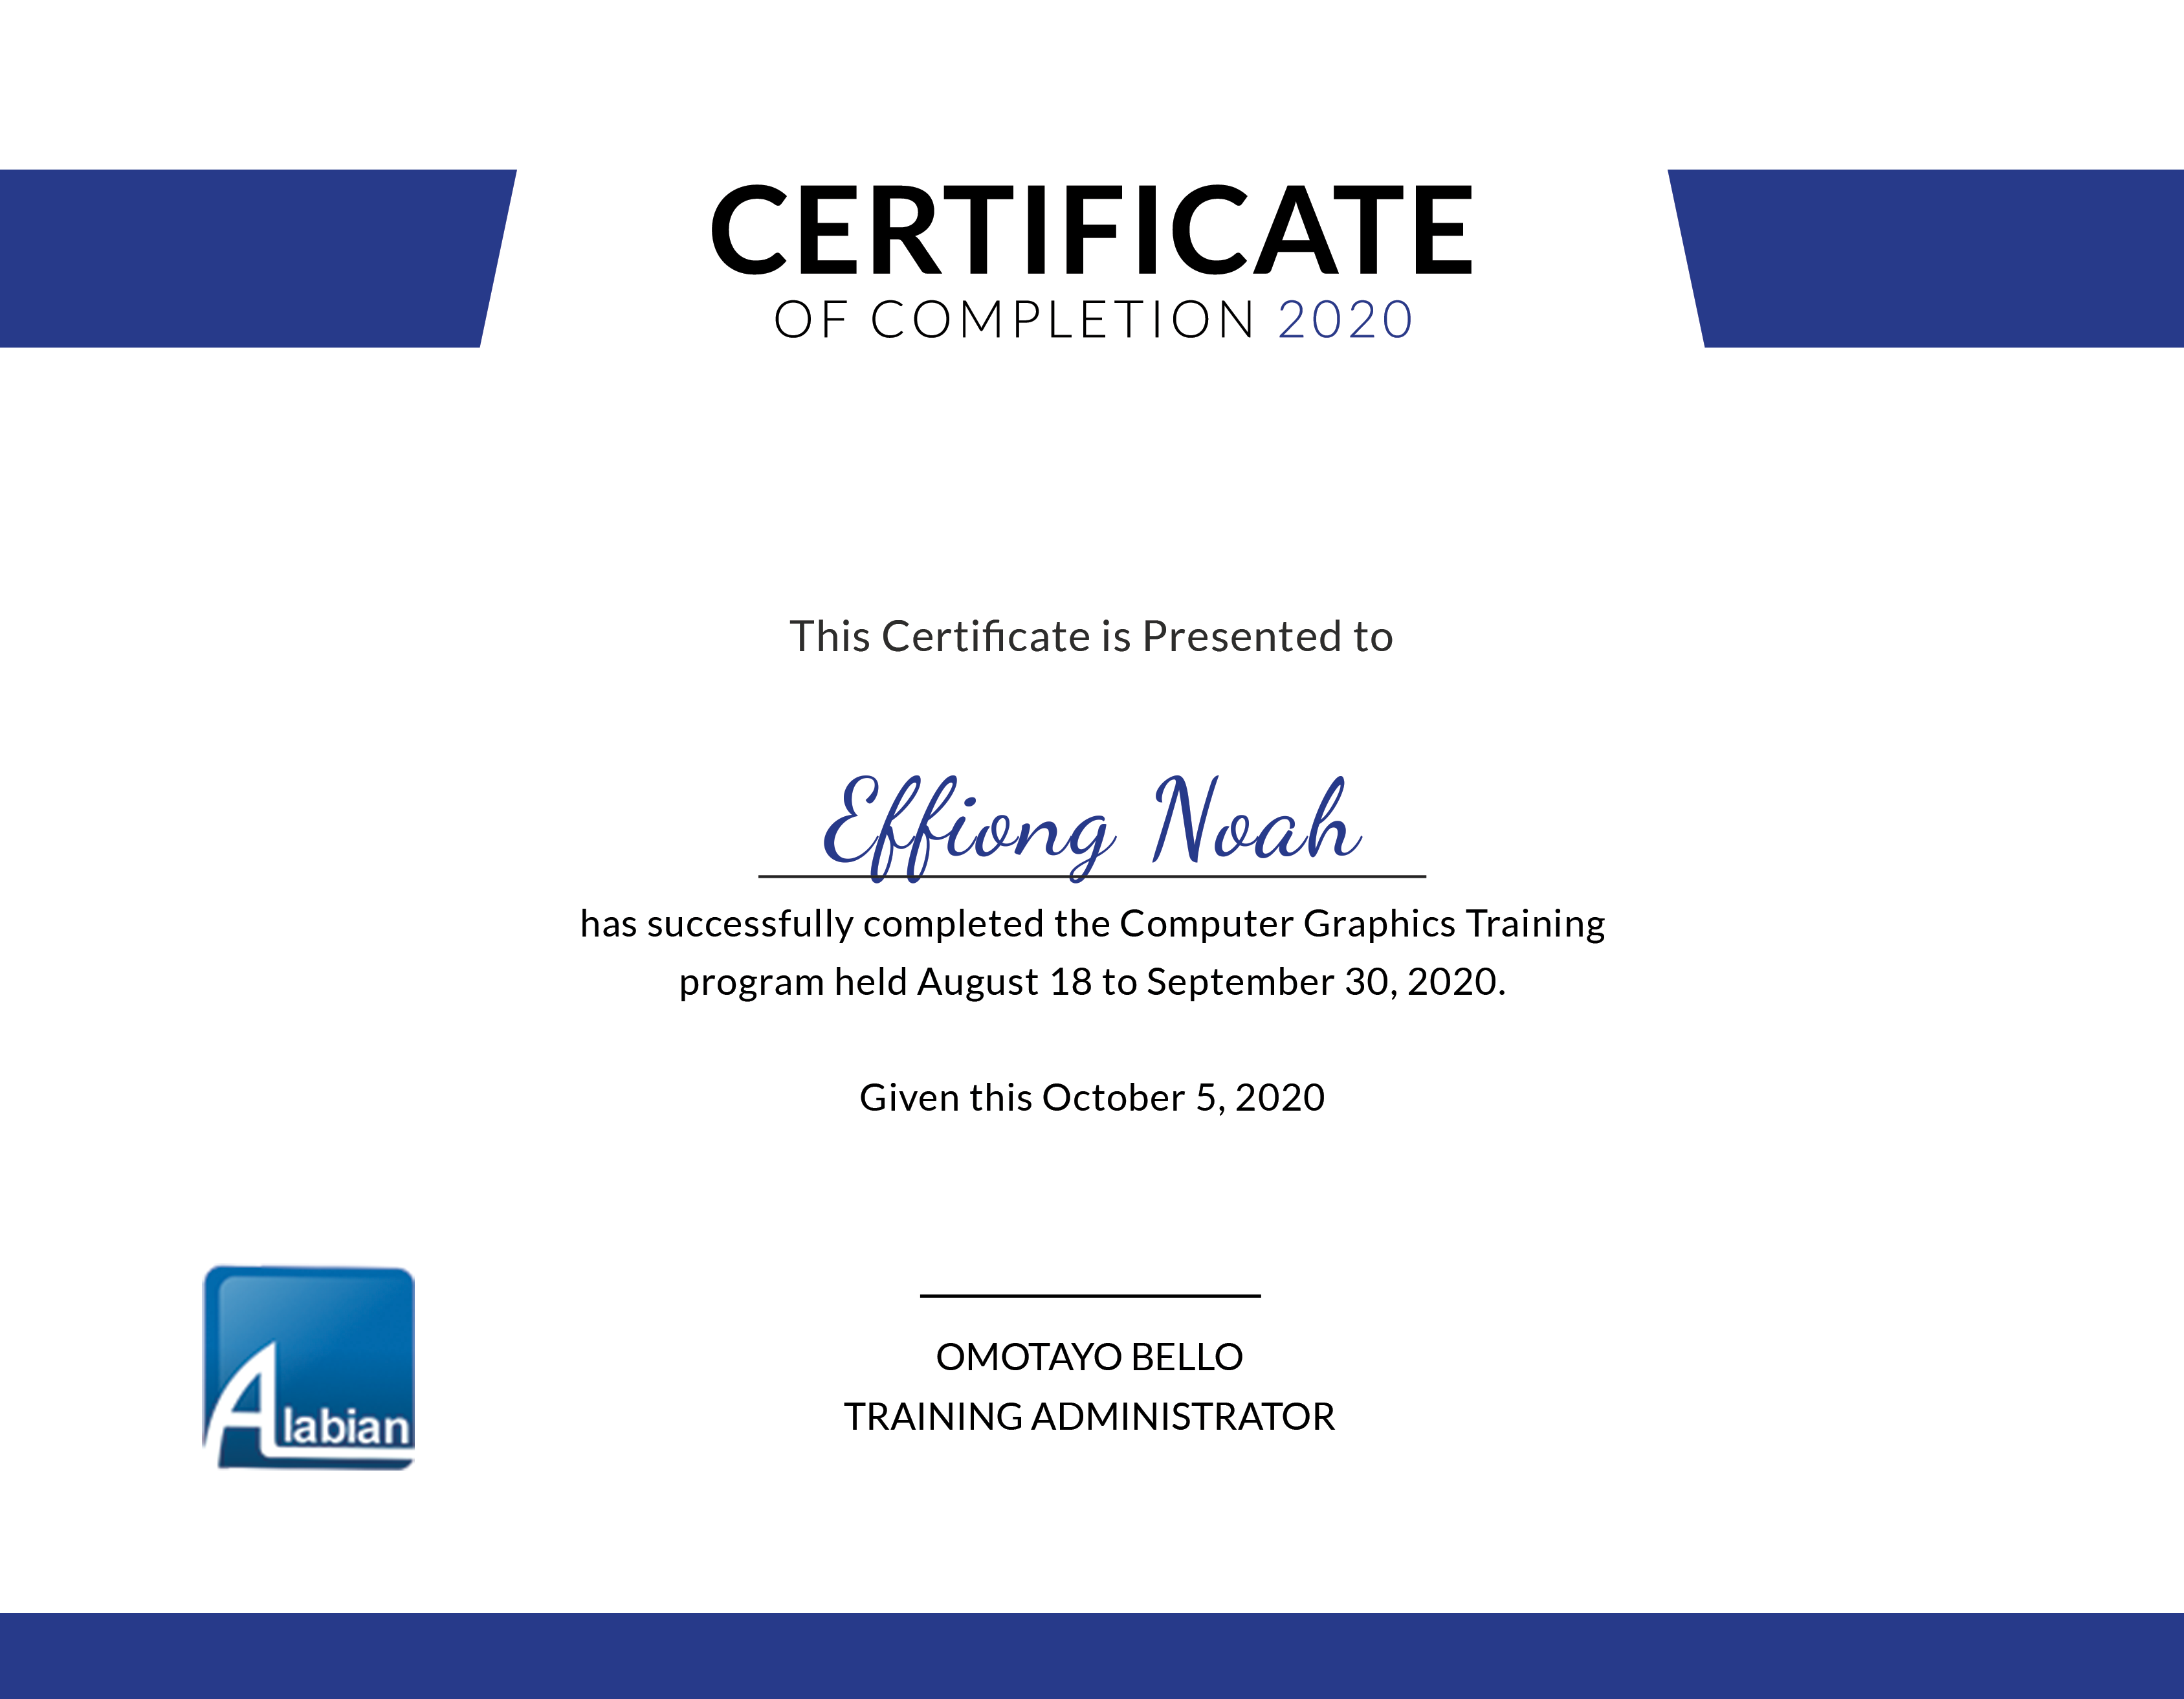 CERTIFICATE
OF COMPLETION 2020
This Certificate is Presented to
Effiong Noah
has successfully completed the Computer Graphics Training
program held August 18 to September 30, 2020.
Given this October 5, 2020
Alabian
OMOTAYO BELLO
TRAINING ADMINISTRATOR